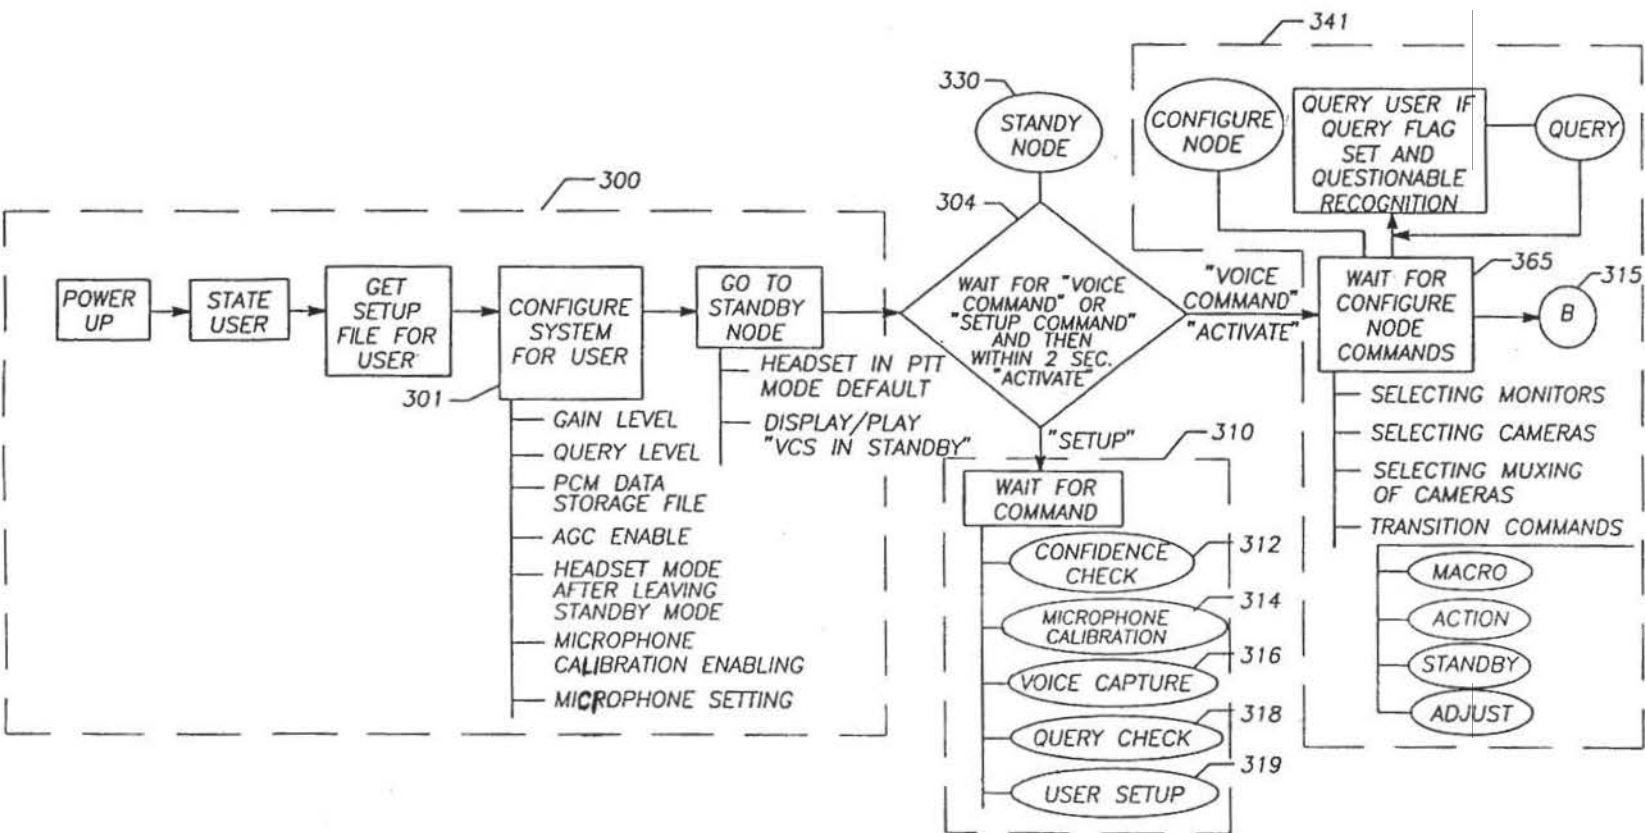 300
POWER
UP
STATE
USER
GET
SETUP
FILE FOR
USER
CONFIGURE
SYSTEM
FOR USER
301
GAIN LEVEL
QUERY LEVEL
PCM DATA
STORAGE FILE
AGC ENABLE
HEADSET MODE
AFTER LEAVING
STANDBY MODE
MICROPHONE
CALIBRATION ENABLING
MICROPHONE SETTING
GO TO
STANDBY
NODE
HEADSET IN PTT
MODE DEFAULT
DISPLAY/PLAY
"VCS IN STANDBY"
330
STANDY
NODE
304
WAIT FOR "VOICE
COMMAND" OR
"SETUP COMMAND"
AND THEN
WITHIN 2 SEC.
"ACTIVATE"
"VOICE
COMMAND"
"ACTIVATE"
"SETUP"
310
WAIT FOR
COMMAND
CONFIDENCE
CHECK
312
MICROPHONE
CALIBRATION
314
VOICE CAPTURE
316
QUERY CHECK
318
USER SETUP
319
341
CONFIGURE
NODE
QUERY USER IF
QUERY FLAG
SET AND
QUESTIONABLE
RECOGNITION
QUERY
WAIT FOR
CONFIGURE
NODE
COMMANDS
365
315
B
SELECTING MONITORS
SELECTING CAMERAS
SELECTING MUXING
OF CAMERAS
TRANSITION COMMANDS
MACRO
ACTION
STANDBY
ADJUST